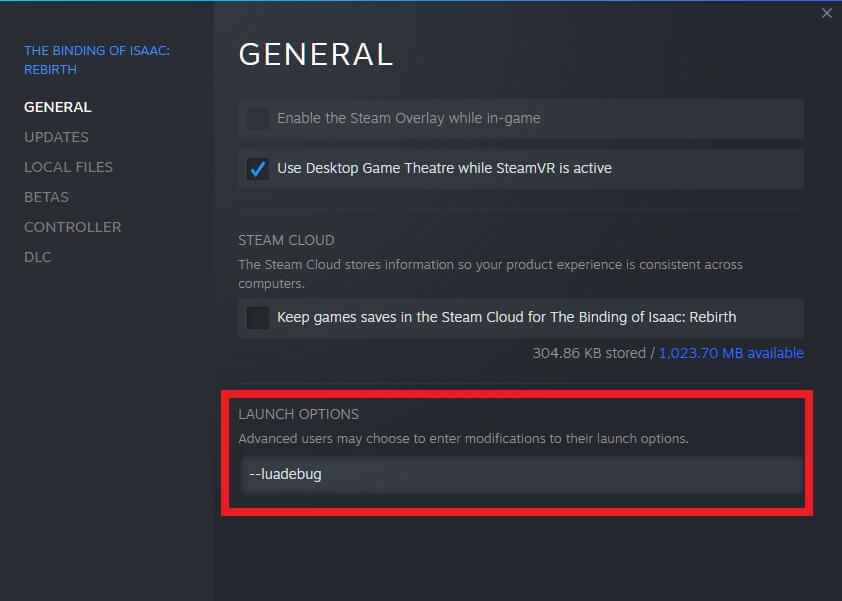 THE BINDING OF ISAAC:
REBIRTH
GENERAL
UPDATES
LOCAL FILES
BETAS
CONTROLLER
DLC
GENERAL
Enable the Steam Overlay while in-game
Use Desktop Game Theatre while SteamVR is active
STEAM CLOUD
The Steam Cloud stores information so your product experience is consistent across
computers.
Keep games saves in the Steam Cloud for The Binding of Isaac: Rebirth
304.86 KB stored / 1,023.70 MB available
LAUNCH OPTIONS
Advanced users may choose to enter modifications to their launch options.
--luadebug